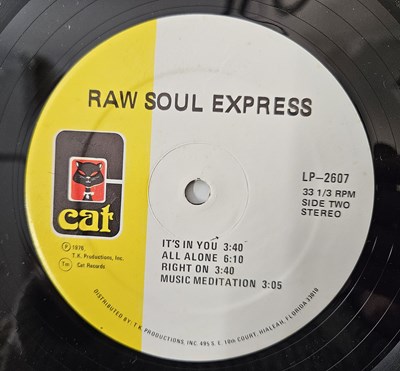 RAW SOUL EXPRESS
LP-2607
33 1/3 RPM
SIDE TWO
STEREO
cat
Ⓟ 1976,
T.K. Productions, Inc.
Tm Cat Records
IT'S IN YOU 3:40
ALL ALONE 6:10
RIGHT ON 3:40
MUSIC MEDITATION 3:05
DISTRIBUTED BY: T.K. PRODUCTIONS, INC. 495 S. E. 10th COURT, HIALEAH, FLORIDA 33010